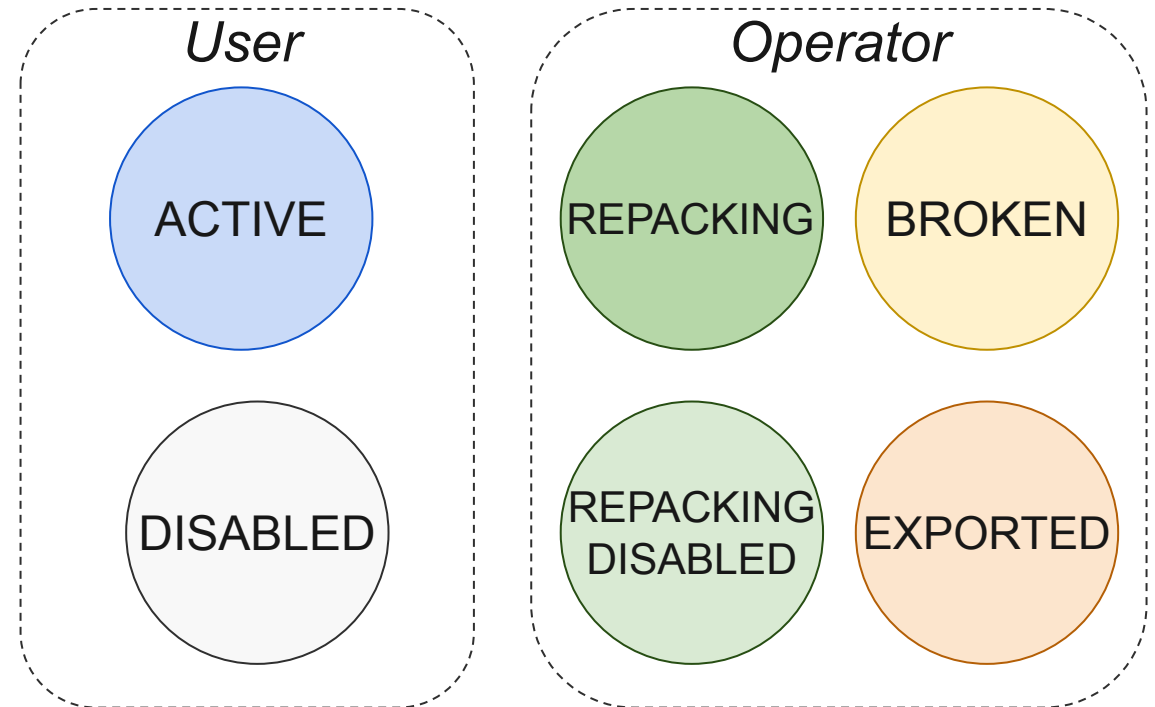 User
ACTIVE
DISABLED
Operator
REPACKING
BROKEN
REPACKING
DISABLED
EXPORTED